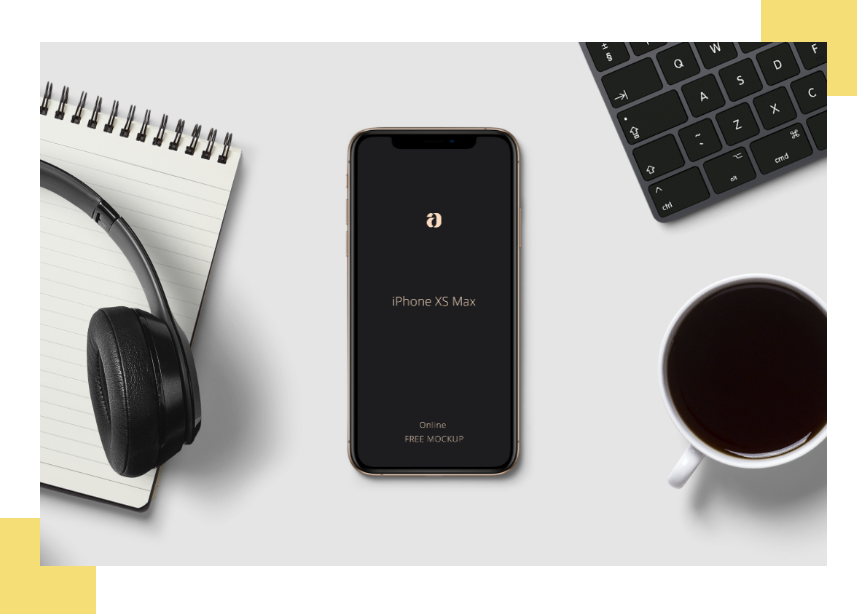 ± §
Q W
A S D F
~ Z X C
⌥ ⌘
^ alt cmd
ctrl
a
iPhone XS Max
Online
FREE MOCKUP